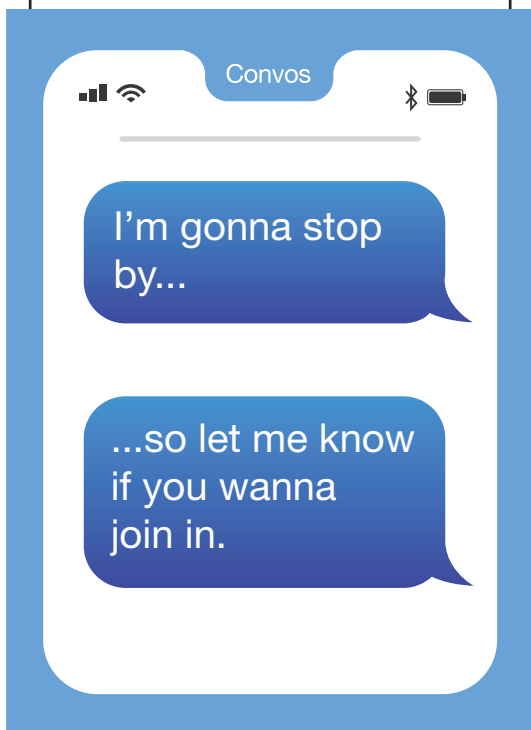 Convos
I’m gonna stop
by...
...so let me know
if you wanna
join in.